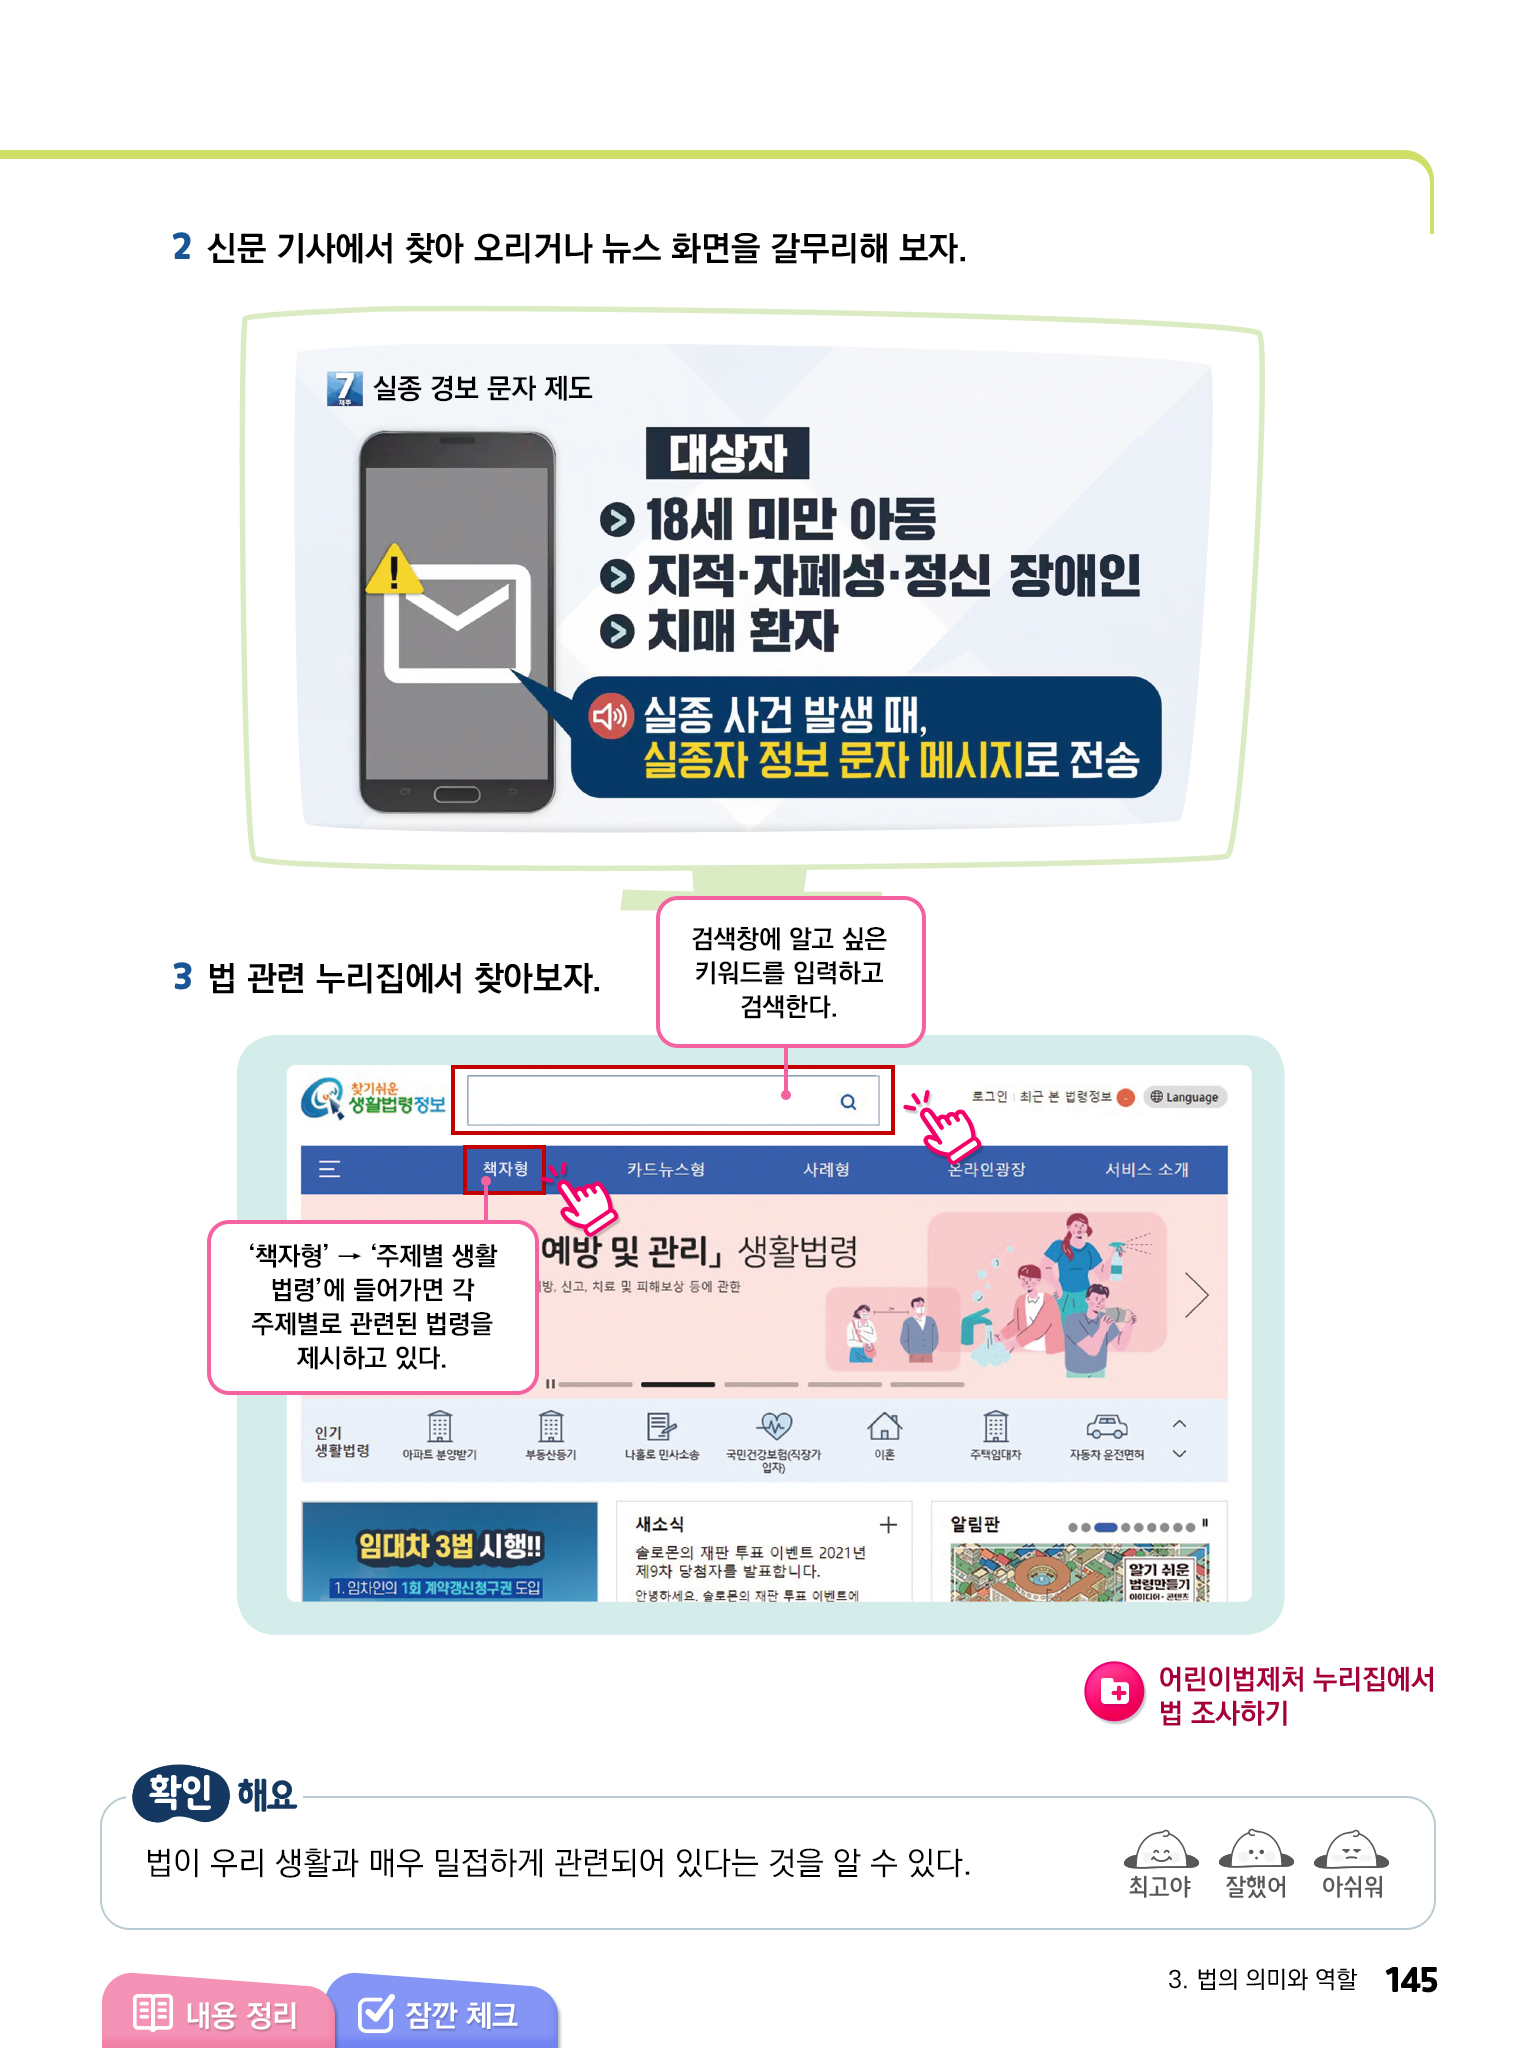 2 신문 기사에서 찾아 오리거나 뉴스 화면을 갈무리해 보자.
7 제주
실종 경보 문자 제도
대상자
18세 미만 아동
지적·자폐성·정신 장애인
치매 환자
실종 사건 발생 때,
실종자 정보 문자 메시지로 전송
3 법 관련 누리집에서 찾아보자.
검색창에 알고 싶은
키워드를 입력하고
검색한다.
찾기쉬운
생활법령정보
로그인 최근 본 법령정보 - Language
책자형 카드뉴스형 사례형 온라인광장 서비스 소개
‘책자형’ → ‘주제별 생활
법령’에 들어가면 각
주제별로 관련된 법령을
제시하고 있다.
예방 및 관리」 생활법령
방, 신고, 치료 및 피해보상 등에 관한
인기
생활법령
아파트 분양받기
부동산등기
나홀로 민사소송
국민건강보험(직장가
입자)
이혼
주택임대차
자동차 운전면허
임대차 3법 시행!!
1. 임차인의 1회 계약갱신청구권 도입
새소식
솔로몬의 재판 투표 이벤트 2021년
제9차 당첨자를 발표합니다.
안녕하세요. 솔로몬의 재판 투표 이벤트에
알림판
알기 쉬운
법령만들기
아이디어· 콘텐츠
어린이법제처 누리집에서
법 조사하기
확인 해요
법이 우리 생활과 매우 밀접하게 관련되어 있다는 것을 알 수 있다.
최고야 잘했어 아쉬워
3. 법의 의미와 역할 145
내용 정리
잠깐 체크